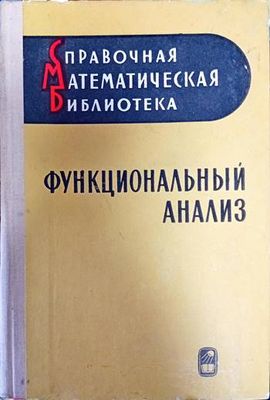 СПРАВОЧНАЯ
МАТЕМАТИЧЕСКАЯ
БИБЛИОТЕКА
ФУНКЦИОНАЛЬНЫЙ
АНАЛИЗ